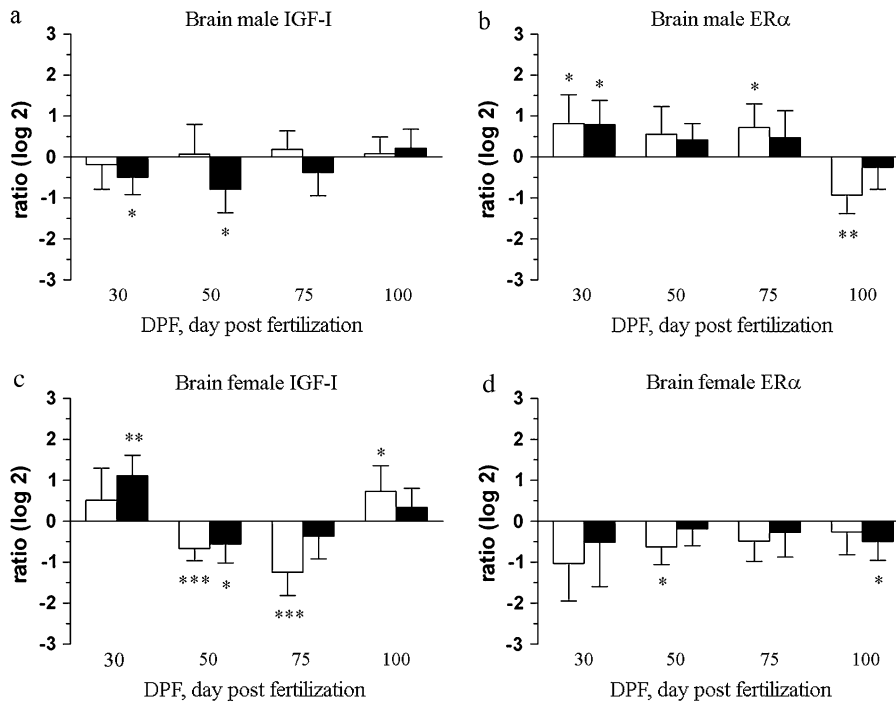 a
Brain male IGF-I
3
2
1
0
-1
-2
-3
ratio (log 2)
*
*
30 50 75 100
DPF, day post fertilization
b
Brain male ERα
3
2
1
0
-1
-2
-3
ratio (log 2)
* * *
**
30 50 75 100
DPF, day post fertilization
c
Brain female IGF-I
3
2
1
0
-1
-2
-3
ratio (log 2)
**
*
*** *
***
30 50 75 100
DPF, day post fertilization
d
Brain female ERα
3
2
1
0
-1
-2
-3
ratio (log 2)
* *
30 50 75 100
DPF, day post fertilization